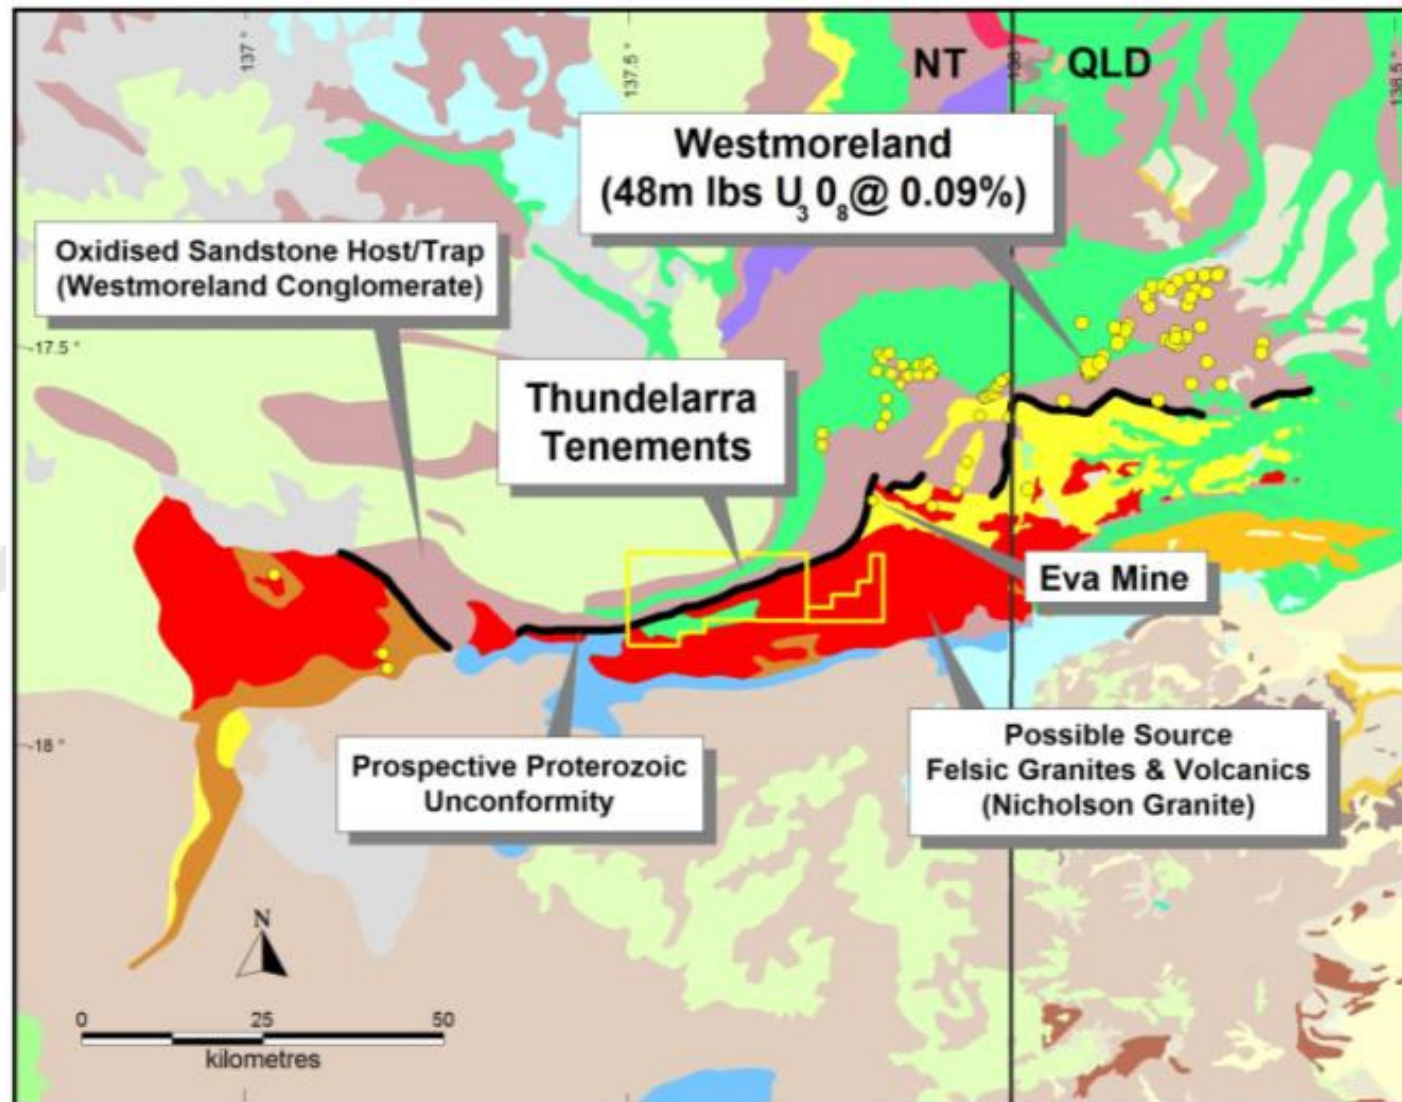 137 °
137.5 °
NT
QLD
138.5 °
Westmoreland
(48m lbs U3 08@ 0.09%)
Oxidised Sandstone Host/Trap
(Westmoreland Conglomerate)
-17.5 °
Thundelarra
Tenements
Eva Mine
-18 °
Prospective Proterozoic
Unconformity
Possible Source
Felsic Granites & Volcanics
(Nicholson Granite)
N
0 25 50
kilometres